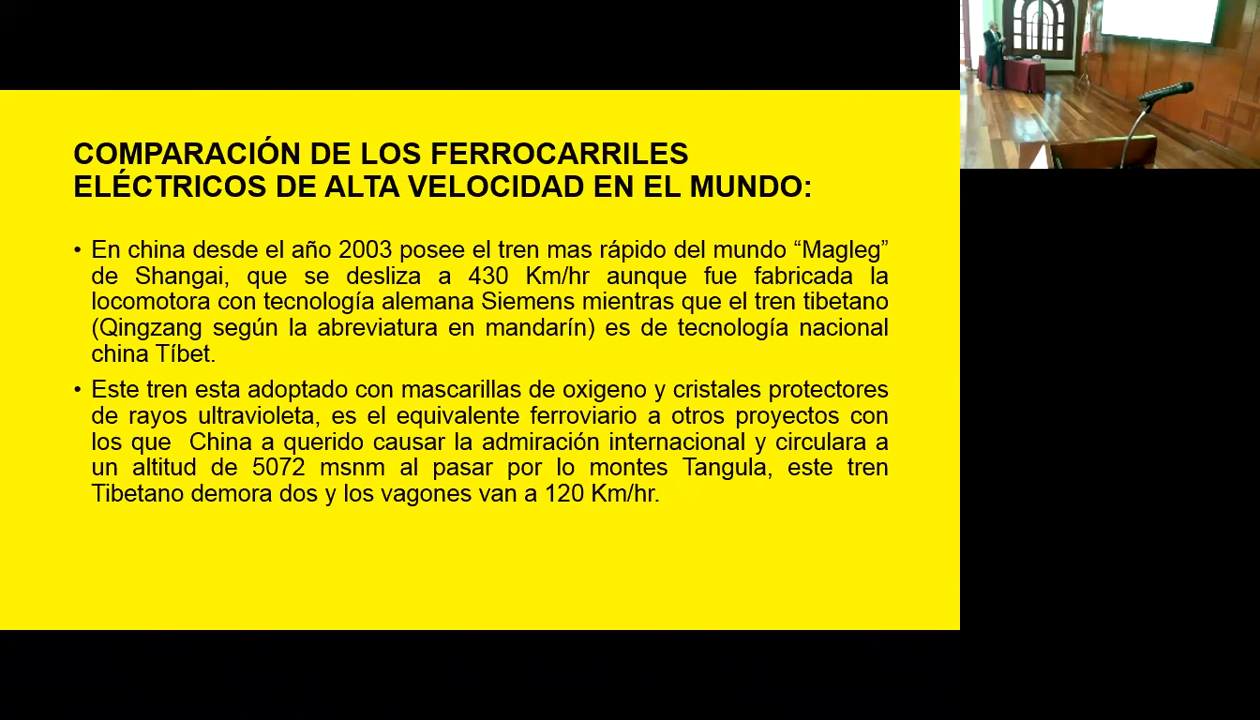 COMPARACIÓN DE LOS FERROCARRILES
ELÉCTRICOS DE ALTA VELOCIDAD EN EL MUNDO:
• En china desde el año 2003 posee el tren mas rápido del mundo “Magleg”
de Shangai, que se desliza a 430 Km/hr aunque fue fabricada la
locomotora con tecnología alemana Siemens mientras que el tren tibetano
(Qingzang según la abreviatura en mandarín) es de tecnología nacional
china Tíbet.
• Este tren esta adoptado con mascarillas de oxigeno y cristales protectores
de rayos ultravioleta, es el equivalente ferroviario a otros proyectos con
los que  China a querido causar la admiración internacional y circulara a
un altitud de 5072 msnm al pasar por lo montes Tangula, este tren
Tibetano demora dos y los vagones van a 120 Km/hr.